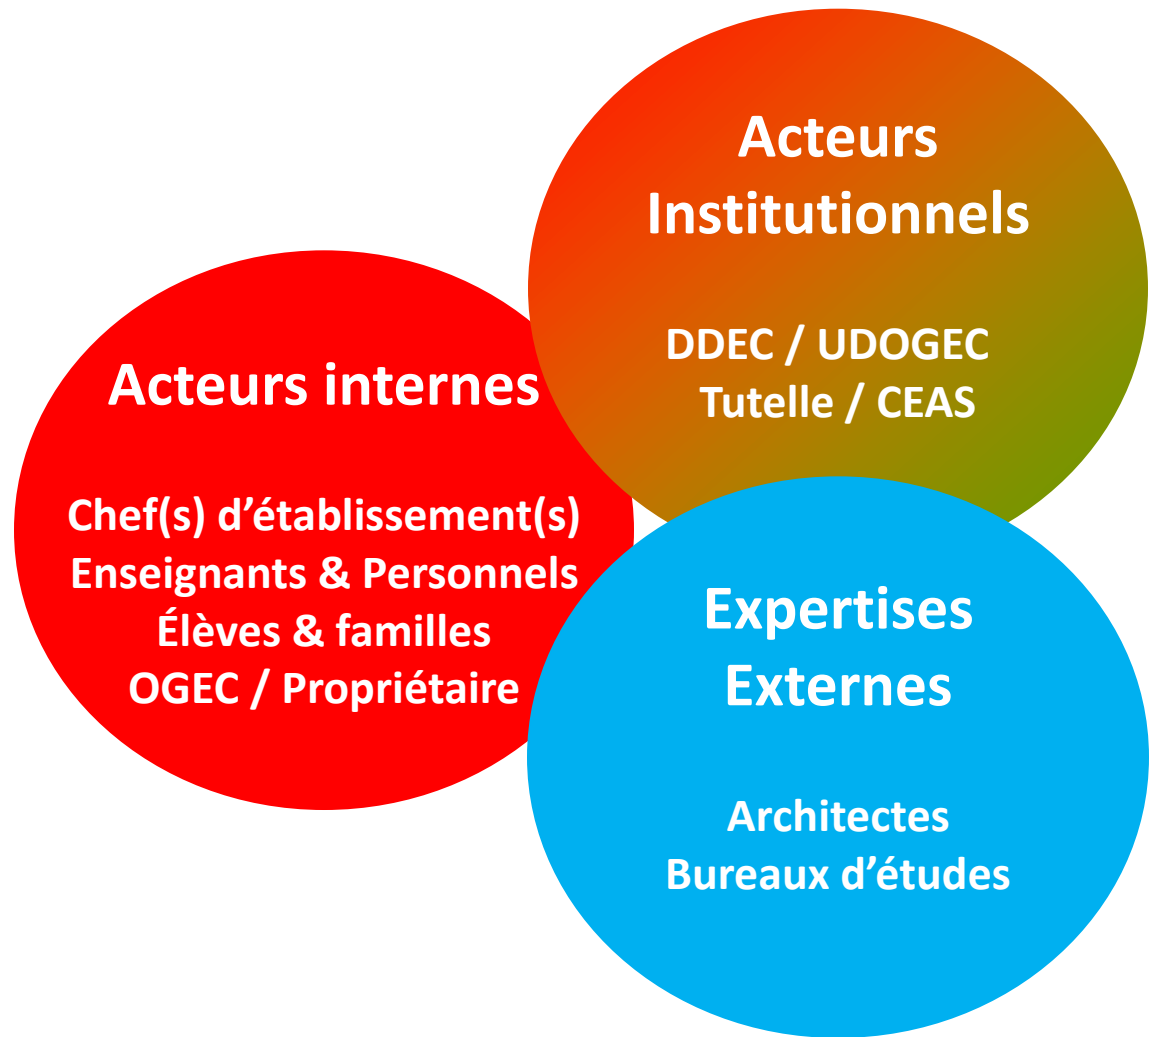 Acteurs
Institutionnels
DDEC / UDOGEC
Tutelle / CEAS
Acteurs internes
Chef(s) d’établissement(s)
Enseignants & Personnels
Élèves & familles
OGEC / Propriétaire
Expertises
Externes
Architectes
Bureaux d’études